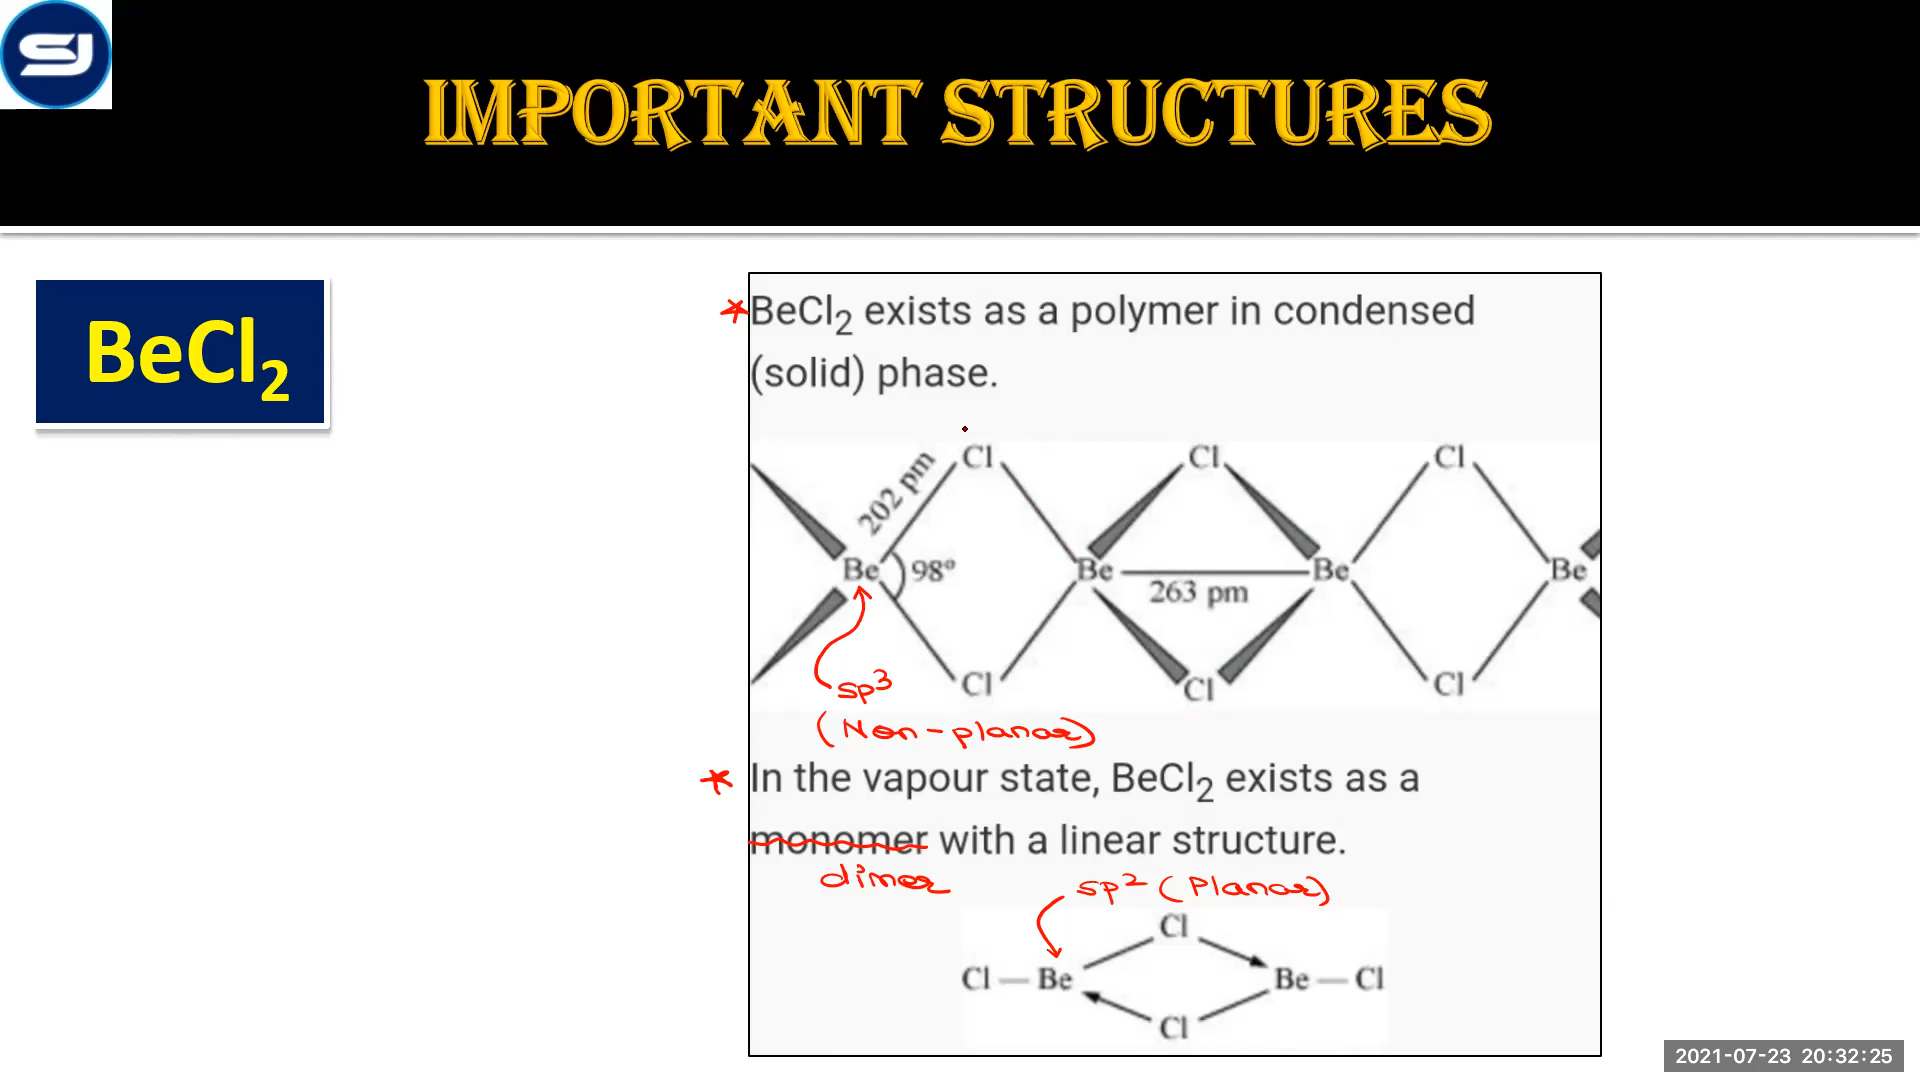 SJ
IMPORTANT STRUCTURES
BeCl₂
BeCl₂ exists as a polymer in condensed
(solid) phase.
Cl Cl Cl
202 pm
Be 98° Be Be Be
263 pm
Cl Cl Cl
sp³
(Non-planar)
In the vapour state, BeCl₂ exists as a
monomer with a linear structure.
dimer
sp² (Planar)
Cl
Cl — Be Be — Cl
Cl
2021-07-23 20:32:25